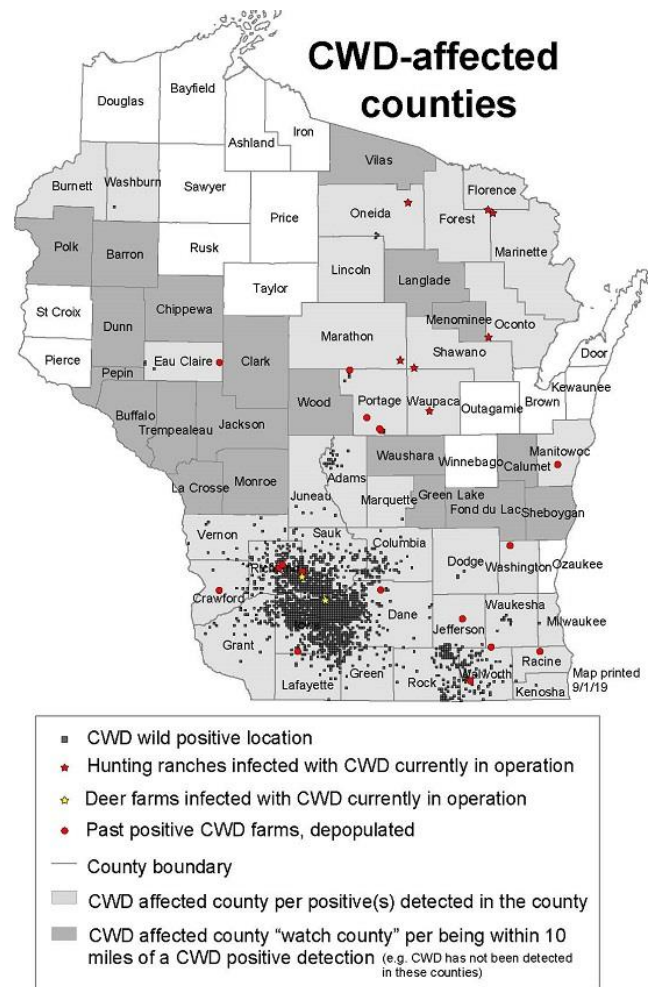 CWD-affected
counties
Douglas
Bayfield
Ashland
Iron
Vilas
Burnett
Washburn
Sawyer
Price
Oneida
Forest
Florence
Marinette
Polk
Barron
Rusk
Lincoln
Langlade
Taylor
St Croix
Chippewa
Dunn
Menominee
Oconto
Pierce
Pepin
Eau Claire
Clark
Marathon
Shawano
Door
Buffalo
Trempealeau
Jackson
Wood
Portage
Waupaca
Outagamie
Brown
Kewaunee
Waushara
Winnebago
Calumet
Manitowoc
La Crosse
Monroe
Juneau
Adams
Marquette
Green Lake
Fond du Lac
Sheboygan
Vernon
Sauk
Columbia
Dodge
Washington
Ozaukee
Crawford
Dane
Jefferson
Waukesha
Milwaukee
Grant
Lafayette
Green
Rock
Walworth
Racine
Kenosha
Map printed
9/1/19
CWD wild positive location
Hunting ranches infected with CWD currently in operation
Deer farms infected with CWD currently in operation
Past positive CWD farms, depopulated
County boundary
CWD affected county per positive(s) detected in the county
CWD affected county “watch county” per being within 10
miles of a CWD positive detection (e.g. CWD has not been detected
in these counties)